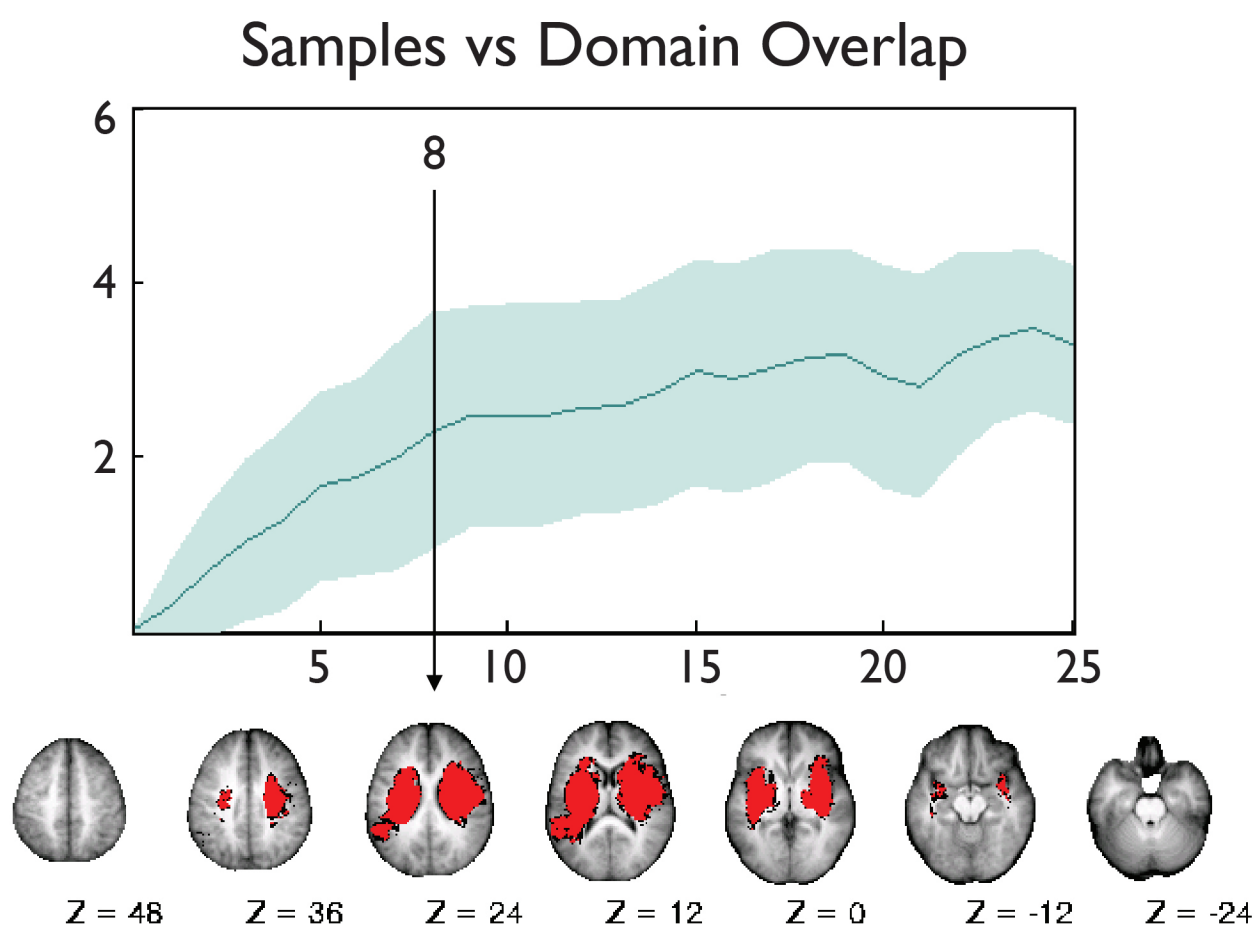 Samples vs Domain Overlap
6
8
4
2
5 10 15 20 25
Z = 48 Z = 36 Z = 24 Z = 12 Z = 0 Z = -12 Z = -24